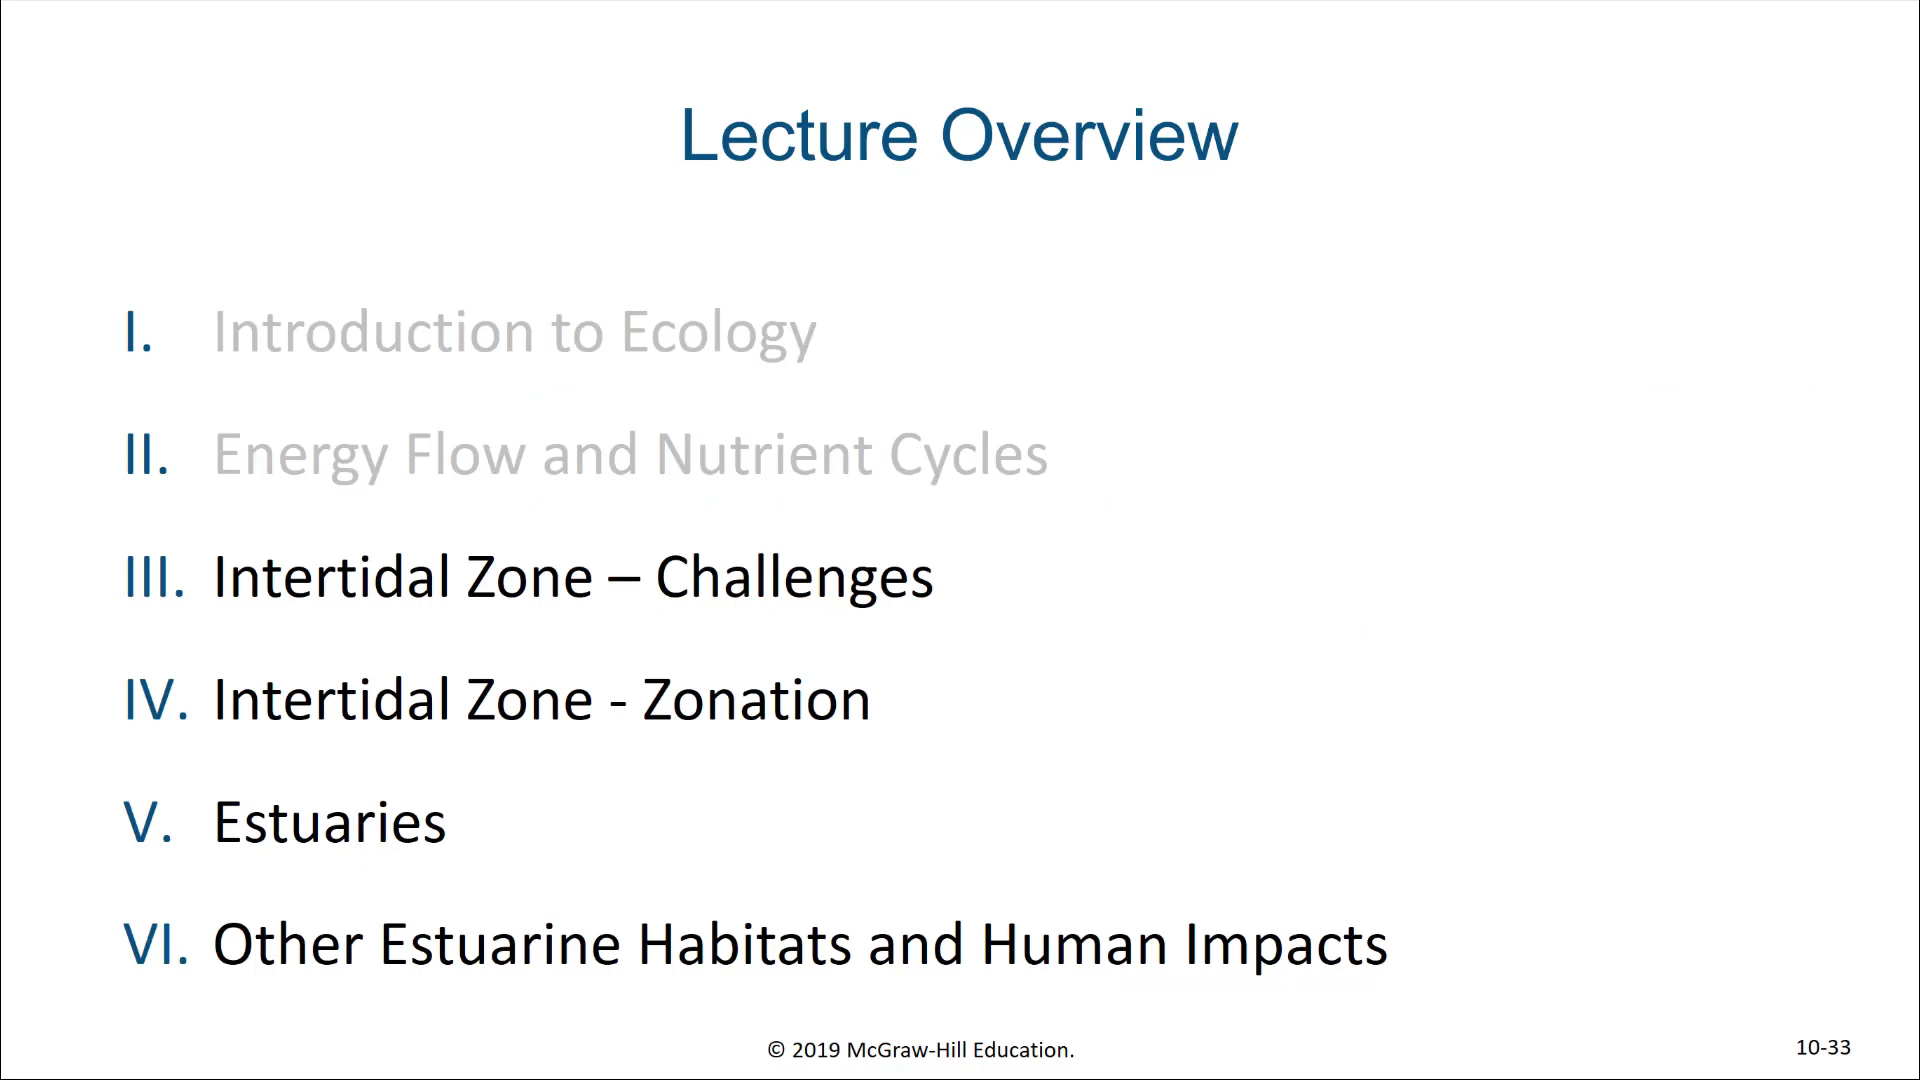 Lecture Overview
I. Introduction to Ecology
II. Energy Flow and Nutrient Cycles
III. Intertidal Zone – Challenges
IV. Intertidal Zone - Zonation
V. Estuaries
VI. Other Estuarine Habitats and Human Impacts
© 2019 McGraw-Hill Education.
10-33